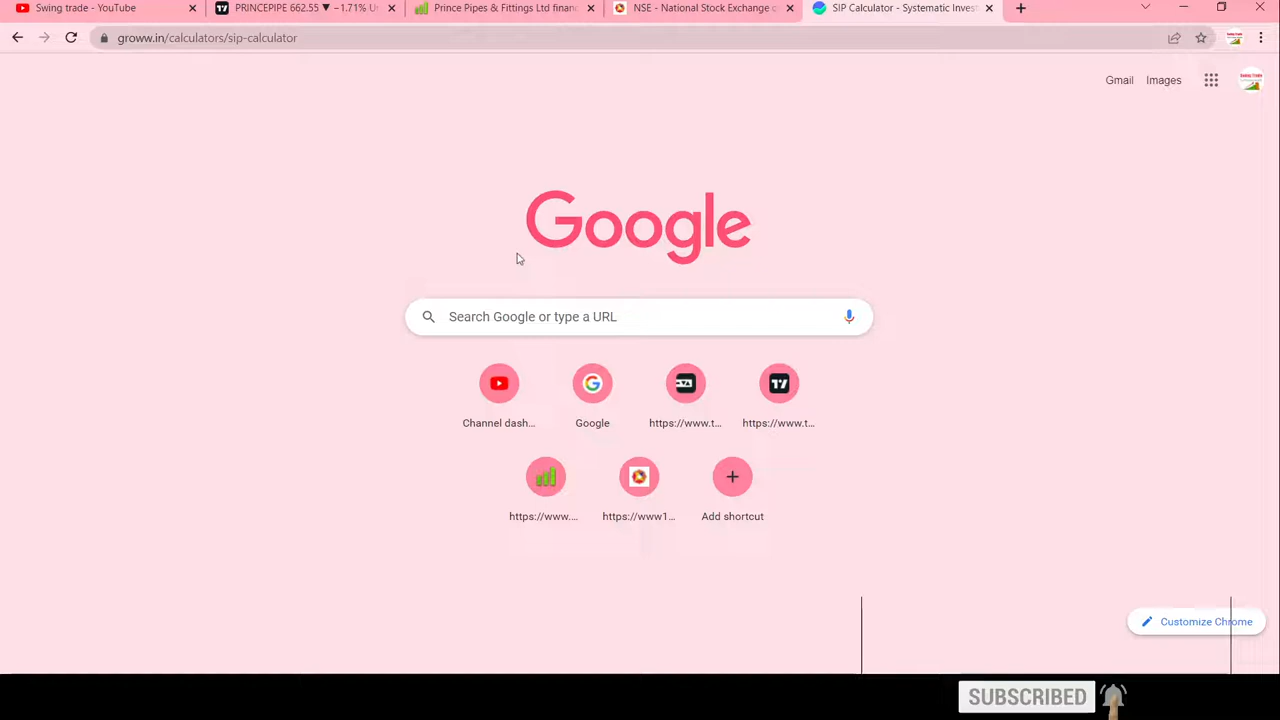 Swing trade - YouTube
PRINCEPIPE 662.55 ▼ −1.71% U
Prince Pipes & Fittings Ltd finan
NSE - National Stock Exchange o
SIP Calculator - Systematic Invest
groww.in/calculators/sip-calculator
Gmail
Images
Google
Search Google or type a URL
Channel dash...
Google
https://www.t...
https://www.t...
https://www....
https://www1...
Add shortcut
Customize Chrome
SUBSCRIBED